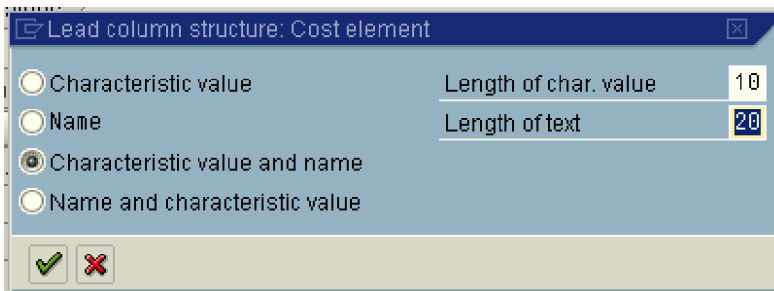 Lead column structure: Cost element
Characteristic value Length of char. value 10
Name Length of text 20
Characteristic value and name
Name and characteristic value